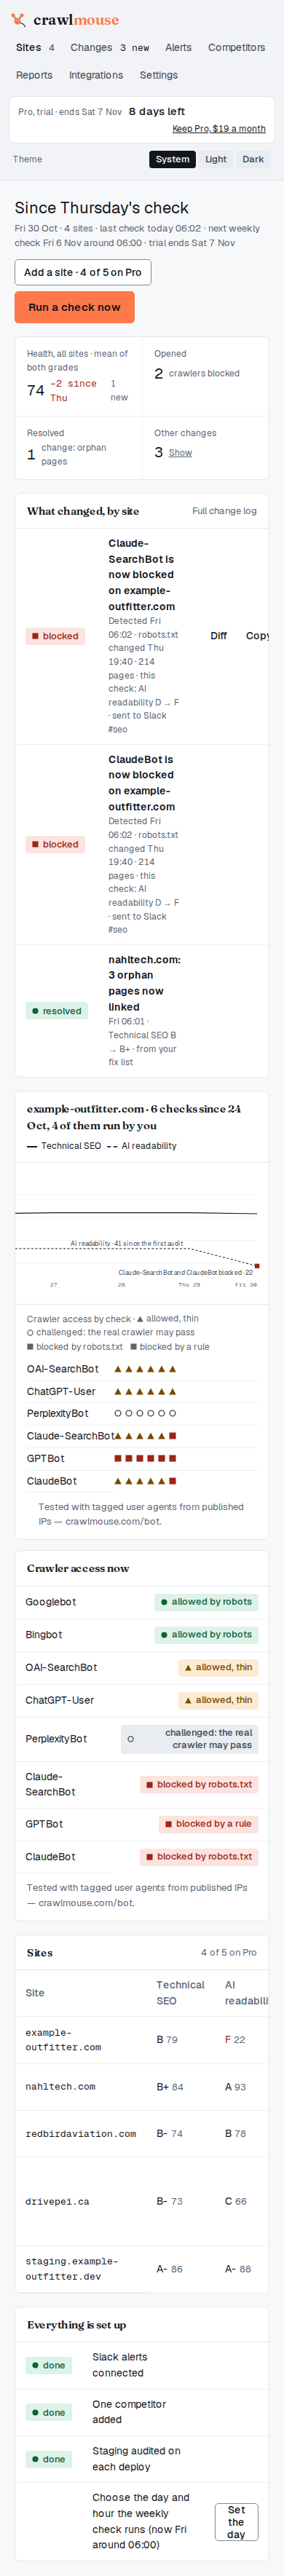 crawlmouse
Sites 4 Changes 3 new Alerts Competitors
Reports Integrations Settings
Pro, trial · ends Sat 7 Nov 8 days left
Keep Pro, $19 a month
Theme System Light Dark
Since Thursday's check
Fri 30 Oct · 4 sites · last check today 06:02 · next weekly
check Fri 6 Nov around 06:00 · trial ends Sat 7 Nov
Add a site · 4 of 5 on Pro
Run a check now
Health, all sites · mean of
both grades
74 −2 since
Thu
1
new
Opened
2 crawlers blocked
Resolved
1 change: orphan
pages
Other changes
3 Show
What changed, by site Full change log
blocked
Claude-
SearchBot is
now blocked
on example-
outfitter.com
Detected Fri
06:02 · robots.txt
changed Thu
19:40 · 214
pages · this
check: AI
readability D → F
· sent to Slack
#seo
Diff Copy
blocked
ClaudeBot is
now blocked
on example-
outfitter.com
Detected Fri
06:02 · robots.txt
changed Thu
19:40 · 214
pages · this
check: AI
readability D → F
· sent to Slack
#seo
resolved
nahltech.com:
3 orphan
pages now
linked
Fri 06:01 ·
Technical SEO B
→ B+ · from your
fix list
example-outfitter.com · 6 checks since 24
Oct, 4 of them run by you
Technical SEO AI readability
AI readability · 41 since the first audit
Claude-SearchBot and ClaudeBot blocked · 22
27 28 Thu 29 Fri 30
Crawler access by check · ▲ allowed, thin
○ challenged: the real crawler may pass
■ blocked by robots.txt ■ blocked by a rule
OAI-SearchBot ▲ ▲ ▲ ▲ ▲ ▲
ChatGPT-User ▲ ▲ ▲ ▲ ▲ ▲
PerplexityBot ○ ○ ○ ○ ○ ○
Claude-SearchBot ▲ ▲ ▲ ▲ ▲ ■
GPTBot ■ ■ ■ ■ ■ ■
ClaudeBot ▲ ▲ ▲ ▲ ▲ ■
Tested with tagged user agents from published
IPs — crawlmouse.com/bot.
Crawler access now
Googlebot ● allowed by robots
Bingbot ● allowed by robots
OAI-SearchBot ▲ allowed, thin
ChatGPT-User ▲ allowed, thin
PerplexityBot ○ challenged: the real
crawler may pass
Claude-
SearchBot ■ blocked by robots.txt
GPTBot ■ blocked by a rule
ClaudeBot ■ blocked by robots.txt
Tested with tagged user agents from published IPs
— crawlmouse.com/bot.
Sites 4 of 5 on Pro
Site Technical
SEO AI
example-
outfitter.com B 79 F 22
nahltech.com B+ 84 A 93
redbirdaviation.com B− 74 B 78
drivepei.ca B− 73 C 66
staging.example-
outfitter.dev A− 86 A− 88
Everything is set up
done Slack alerts
connected
done One competitor
added
done Staging audited on
each deploy
Choose the day and
hour the weekly
check runs (now Fri
around 06:00)
Set
the
day